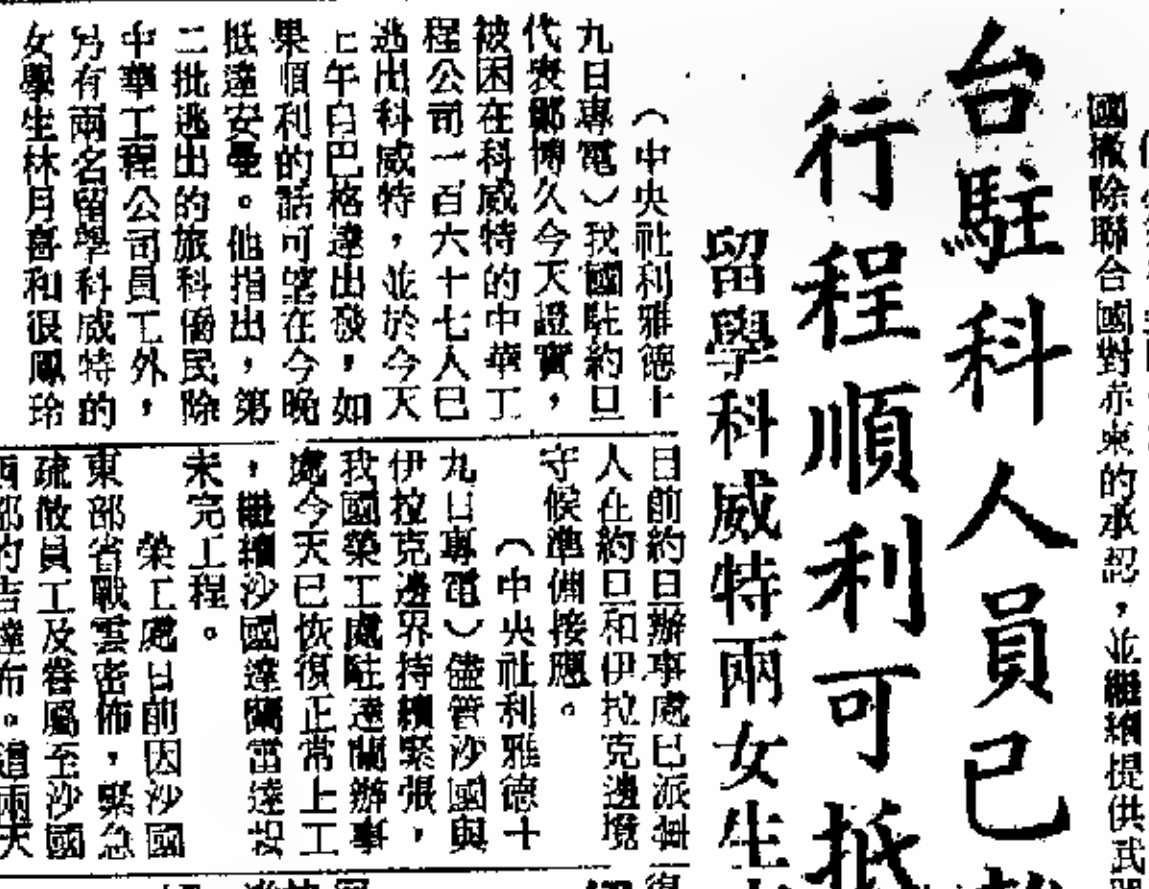 國撤除聯合國對赤柬的承認，並繼續提供武
台駐科人員已
行程順利可抵
留學科威特兩女生
（中央社利雅德十
九日專電）我國駐約旦
代表鄭博久今天證實，
被困在科威特的中華工
程公司一百六十七人已
逃出科威特，並於今天
上午自巴格達出發，如
果順利的話可望在今晚
抵達安曼。他指出，第
二批逃出的旅科僑民除
中華工程公司員工外，
另有兩名留學科威特的
女學生林月喜和很鳳玲
目前約旦辦事處已派
人在約旦和伊拉克邊境
守候準備接應。
（中央社利雅德十
九日專電）儘管沙國與
伊拉克邊界持續緊張，
我國榮工處駐達蘭辦事
處今天已恢復正常上工
，繼續沙國達蘭當達
未完工程。
榮工處日前因沙國
東部省戰雲密佈，緊急
疏散員工及眷屬至沙國
西部的吉達布。這兩天